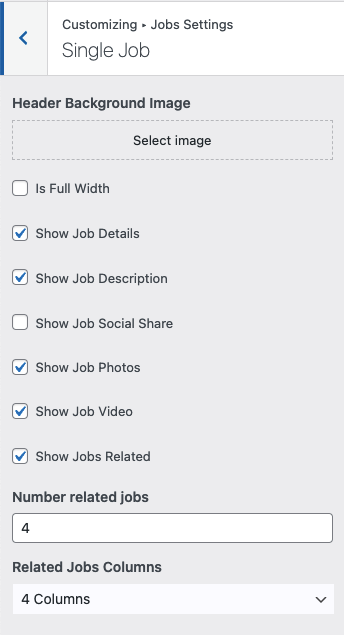 Customizing ▸ Jobs Settings
Single Job
Header Background Image
Select image
Is Full Width
Show Job Details
Show Job Description
Show Job Social Share
Show Job Photos
Show Job Video
Show Jobs Related
Number related jobs
4
Related Jobs Columns
4 Columns